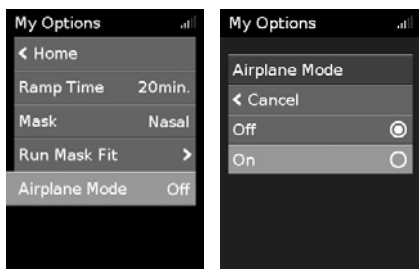 My Options
< Home
Ramp Time 20min.
Mask Nasal
Run Mask Fit >
Airplane Mode Off
My Options
Airplane Mode
< Cancel
Off
On